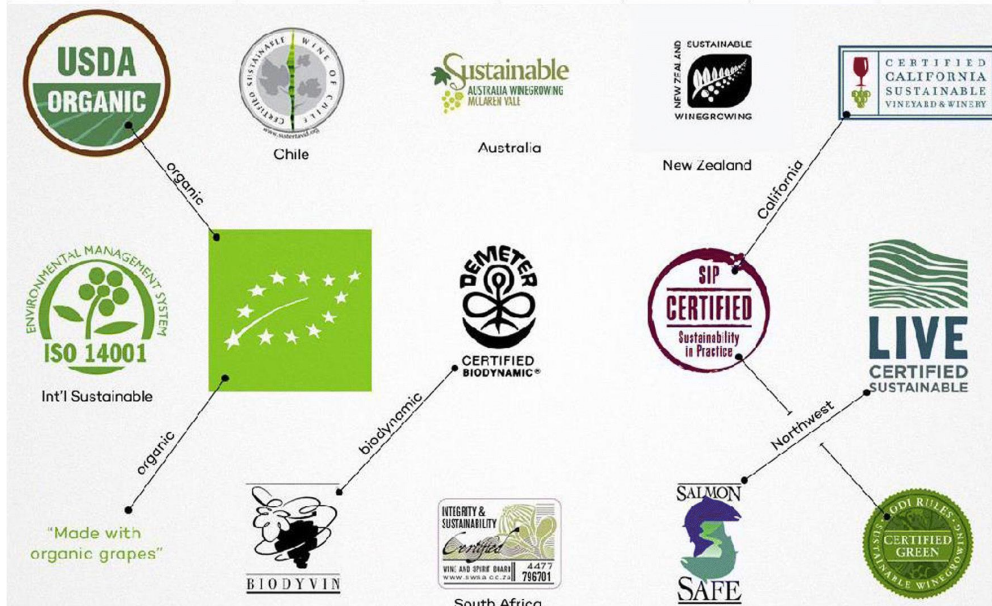 USDA
ORGANIC
CERTIFIED SUSTAINABLE WINE OF CHILE
Chile
Sustainable
AUSTRALIA WINEGROWING
MCLAREN VALE
Australia
NEW ZEALAND
SUSTAINABLE
WINEGROWING
New Zealand
CERTIFIED
CALIFORNIA
SUSTAINABLE
VINEYARD & WINERY
organic
California
ENVIRONMENTAL MANAGEMENT SYSTEM
ISO 14001
Int'l Sustainable
DEMETER
CERTIFIED
BIODYNAMIC®
SIP
CERTIFIED
Sustainability
in Practice
LIVE
CERTIFIED
SUSTAINABLE
organic
biodynamic
Northwest
"Made with
organic grapes"
BIODYVIN
INTEGRITY &
SUSTAINABILITY
Certified
WINE AND SPIRIT BOARD
4477
796701
South Africa
SALMON
SAFE
LODI RULES
SUSTAINABLE WINEGROWING
CERTIFIED
GREEN